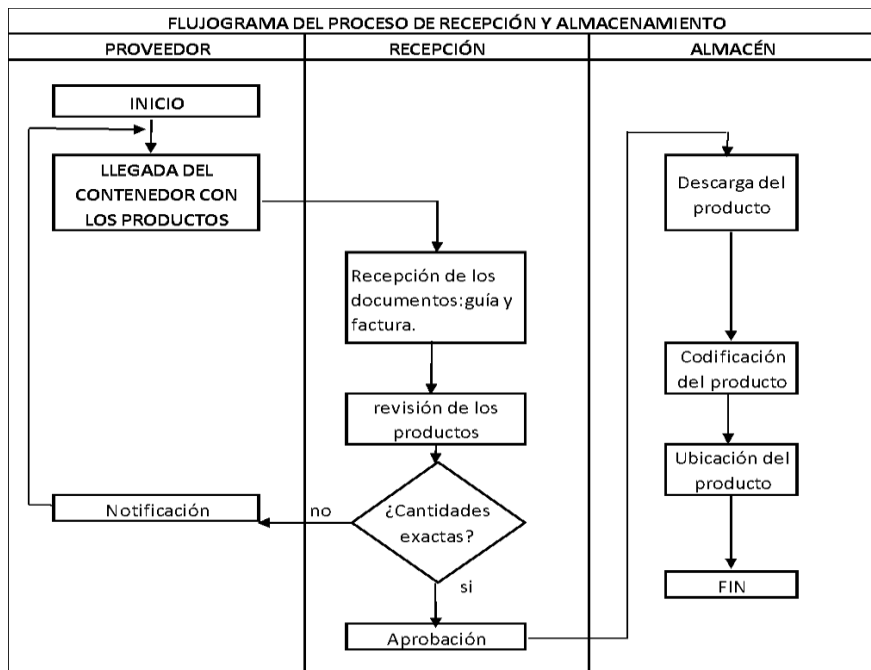 FLUJOGRAMA DEL PROCESO DE RECEPCIÓN Y ALMACENAMIENTO
PROVEEDOR
RECEPCIÓN
ALMACÉN
INICIO
LLEGADA DEL
CONTENEDOR CON
LOS PRODUCTOS
Recepción de los
documentos:guía y
factura.
revisión de los
productos
¿Cantidades
exactas?
no
Notificación
si
Aprobación
Descarga del
producto
Codificación
del producto
Ubicación del
producto
FIN